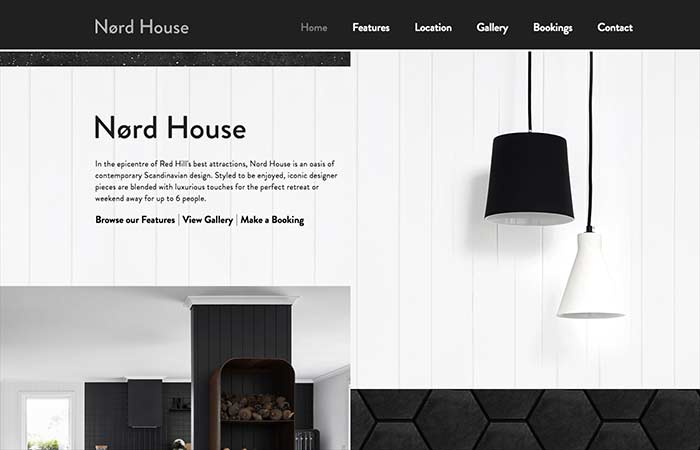 Nørd House
Home Features Location Gallery Bookings Contact
Nørd House
In the epicentre of Red Hill's best attractions, Nørd House is an oasis of
contemporary Scandinavian design. Styled to be enjoyed, iconic designer
pieces are blended with luxurious touches for the perfect retreat or
weekend away for up to 6 people.
Browse our Features | View Gallery | Make a Booking